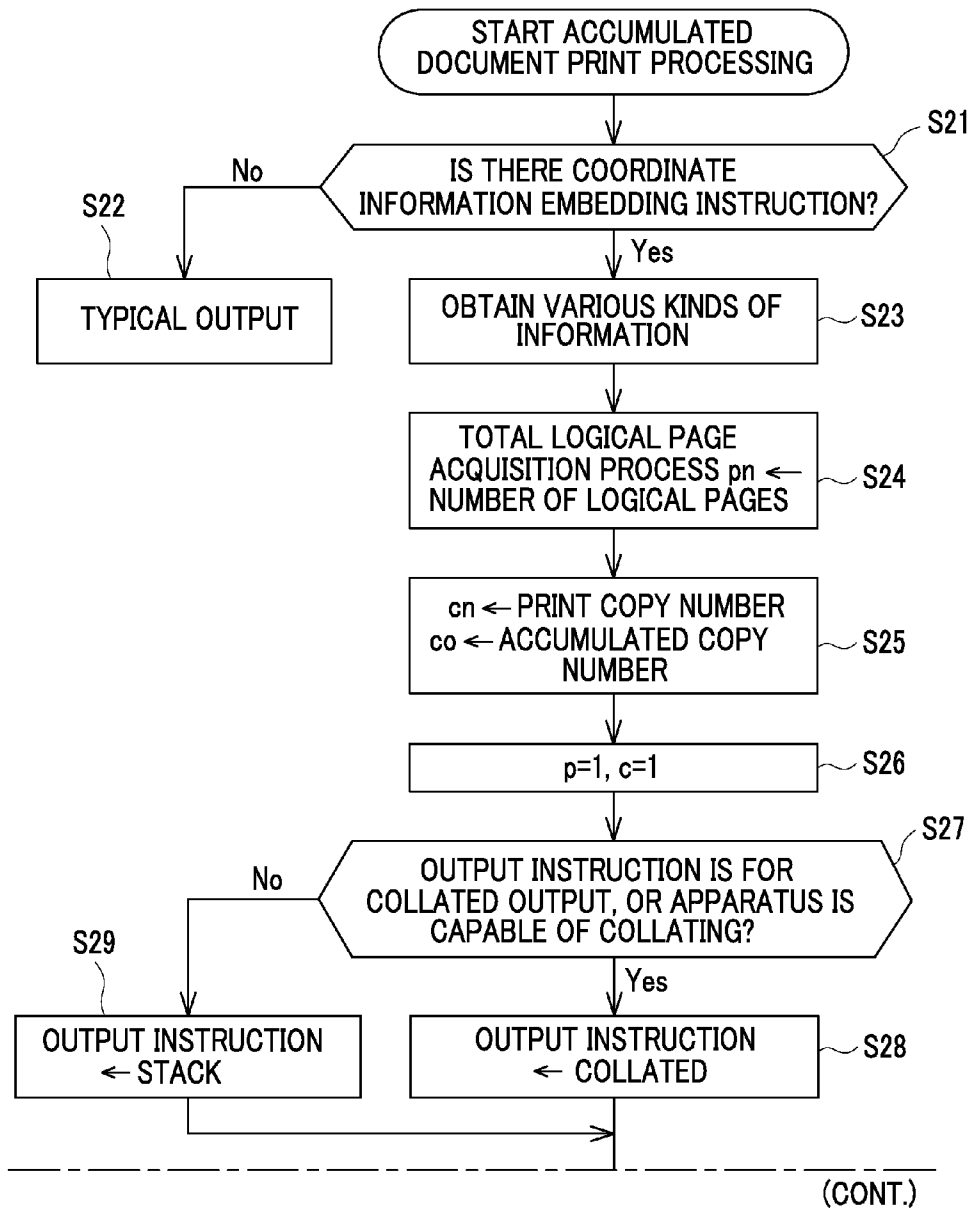 START ACCUMULATED
DOCUMENT PRINT PROCESSING
S21
IS THERE COORDINATE
INFORMATION EMBEDDING INSTRUCTION?
No
Yes
S22
TYPICAL OUTPUT
OBTAIN VARIOUS KINDS OF
INFORMATION
S23
TOTAL LOGICAL PAGE
ACQUISITION PROCESS pn ←
NUMBER OF LOGICAL PAGES
S24
cn ← PRINT COPY NUMBER
co ← ACCUMULATED COPY
NUMBER
S25
p=1, c=1
S26
S27
OUTPUT INSTRUCTION IS FOR
COLLATED OUTPUT, OR APPARATUS IS
CAPABLE OF COLLATING?
No
Yes
S29
OUTPUT INSTRUCTION
← STACK
OUTPUT INSTRUCTION
← COLLATED
S28
(CONT.)